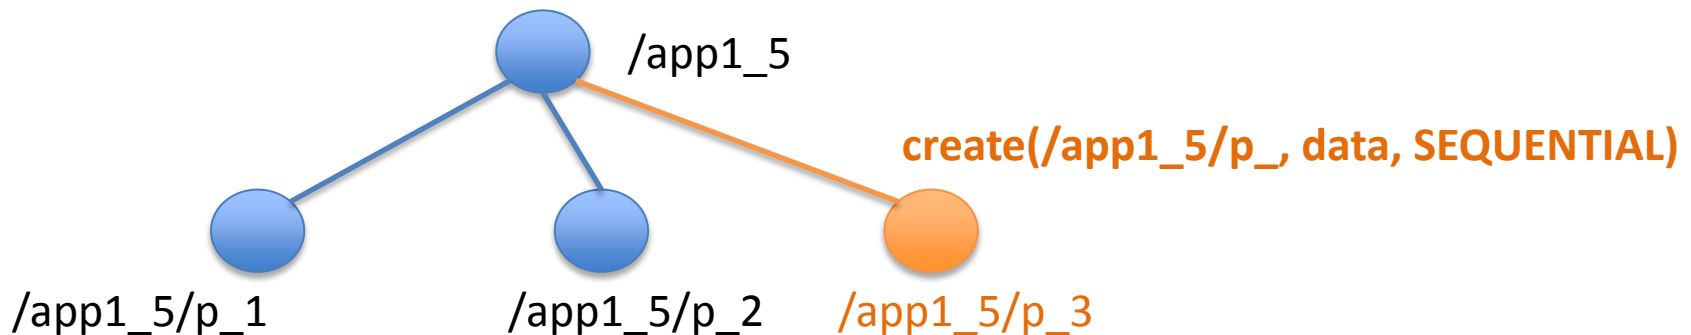 /app1_5
create(/app1_5/p_, data, SEQUENTIAL)
/app1_5/p_1
/app1_5/p_2
/app1_5/p_3